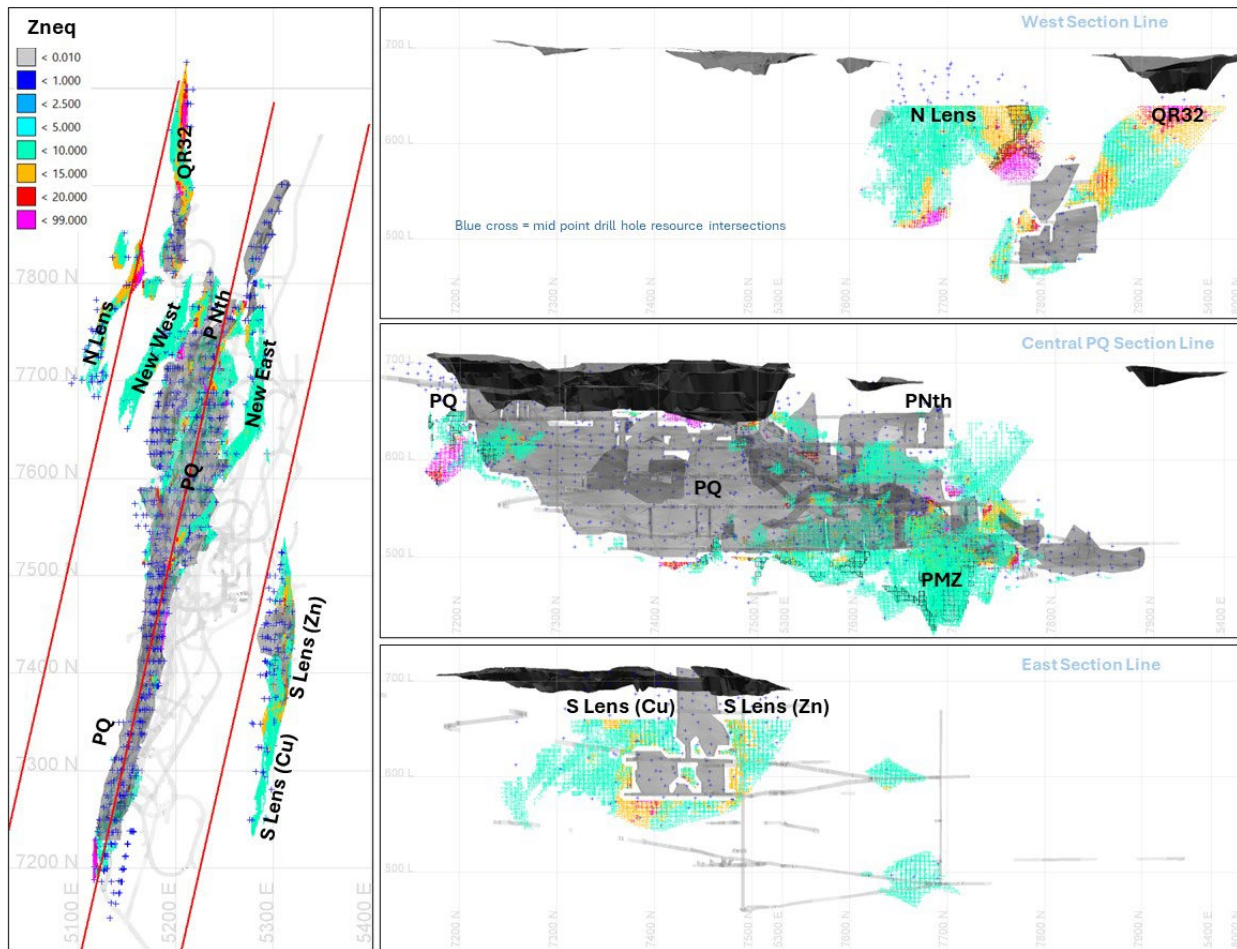 Zneq
< 0.010
< 1.000
< 2.500
< 5.000
< 10.000
< 15.000
< 20.000
< 99.000
QR32
7800 N
N Lens
New West
P Nth
New East
7700 N
7600 N
PQ
7500 N
S Lens (Zn)
7400 N
PQ
7300 N
S Lens (Cu)
7200 N
5100 E
5200 E
5300 E
5400 E
West Section Line
700 L
N Lens
QR32
600 L
Blue cross = mid point drill hole resource intersections
500 L
7200 N
7300 N
7400 N
7500 N
5300 E
7600 N
7700 N
7800 N
7900 N
5400 E
Central PQ Section Line
700 L
PQ
PNth
600 L
PQ
500 L
PMZ
7200 N
7300 N
7400 N
7500 N
5300 E
7600 N
7700 N
7800 N
7900 N
5400 E
East Section Line
700 L
S Lens (Cu)
S Lens (Zn)
600 L
500 L
7200 N
7300 N
7400 N
7500 N
5300 E
7600 N
7700 N
7800 N
7900 N
5400 E